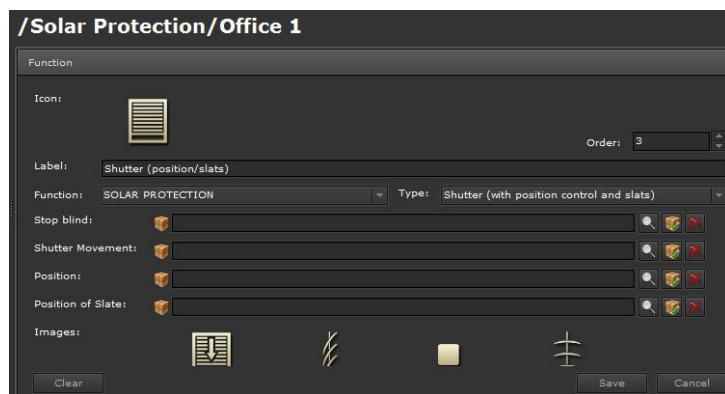 /Solar Protection/Office 1
Function
Icon:
Order: 3
Label: Shutter (position/slats)
Function: SOLAR PROTECTION Type: Shutter (with position control and slats)
Stop blind:
Shutter Movement:
Position:
Position of Slate:
Images:
Clear Save Cancel